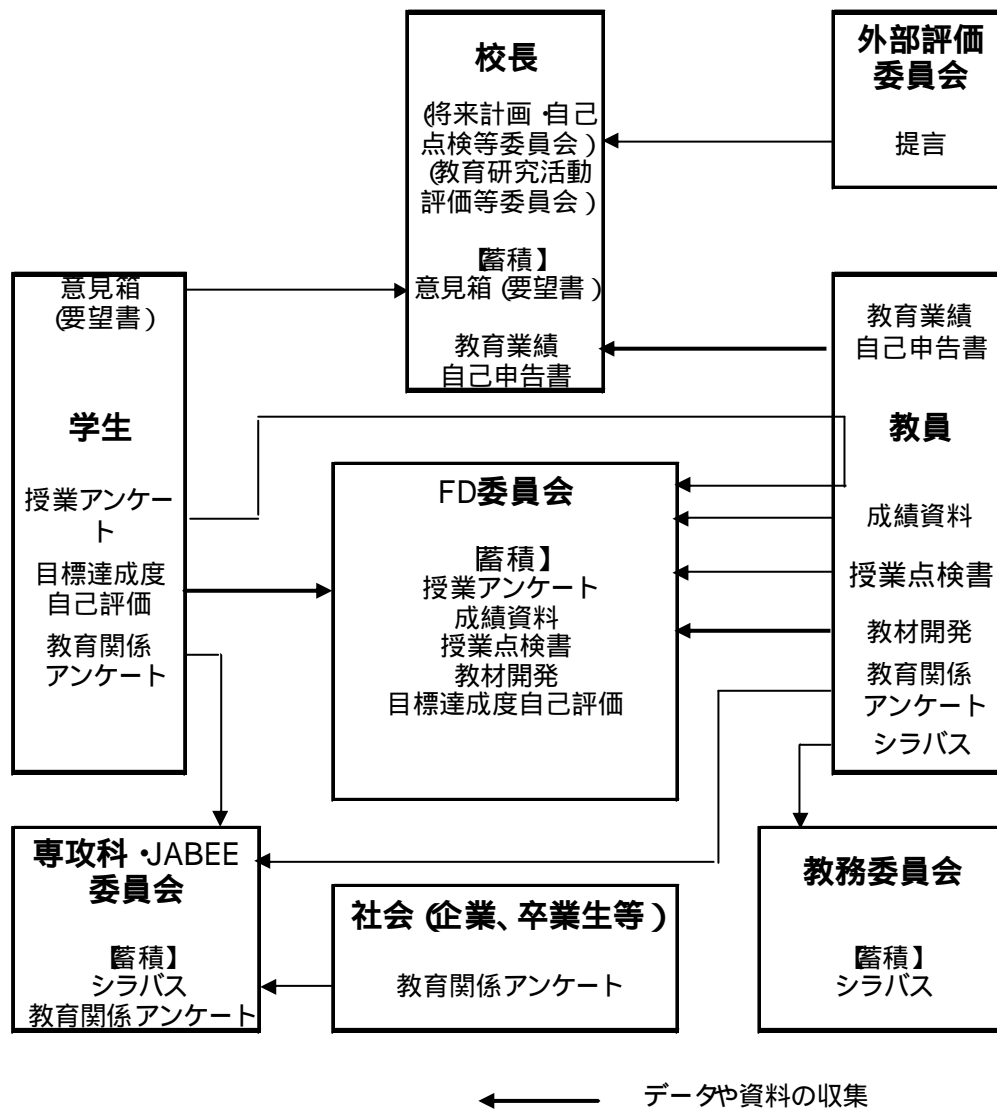 校長
(将来計画・自己
点検等委員会)
(教育研究活動
評価等委員会)
【蓄積】
意見箱(要望書)
教育業績
自己申告書
外部評価
委員会
提言
意見箱
(要望書)
学生
授業アンケー
ト
目標達成度
自己評価
教育関係
アンケート
FD委員会
【蓄積】
授業アンケート
成績資料
授業点検書
教材開発
目標達成度自己評価
教育業績
自己申告書
教員
成績資料
授業点検書
教材開発
教育関係
アンケート
シラバス
専攻科・JABEE
委員会
【蓄積】
シラバス
教育関係アンケート
社会(企業、卒業生等)
教育関係アンケート
教務委員会
【蓄積】
シラバス
データや資料の収集